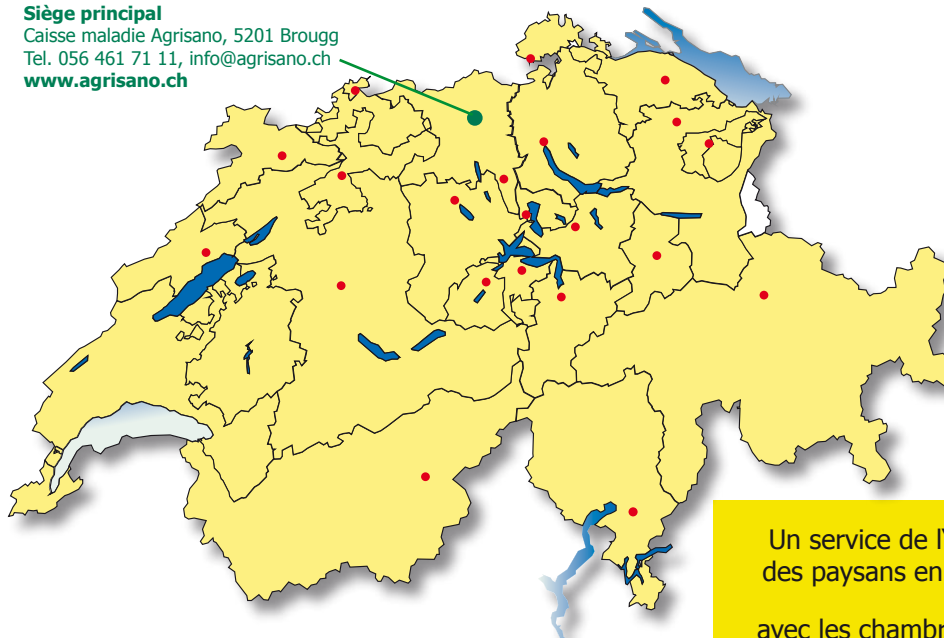 Siège principal
Caisse maladie Agrisano, 5201 Brougg
Tel. 056 461 71 11, info@agrisano.ch
www.agrisano.ch
Un service de l'
des paysans en
avec les chambr